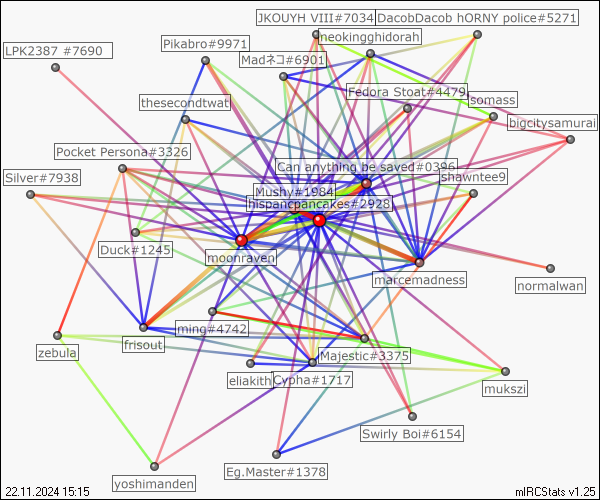 JKOUYH VIII#7034
DacobDacob hORNY police#5271
neokingghidorah
Pikabro#9971
LPK2387 #7690
Madネコ#6901
Fedora Stoat#4479
somass
thesecondtwat
bigcitysamurai
Pocket Persona#3326
Can anything be saved#0396
Silver#7938
shawntee9
Mushy#1984
hispanicpancakes#2928
Duck#1245
moonraven
marcemadness
normalwan
ming#4742
frisout
zebula
Majestic#3375
eliakith
Cypha#1717
mukszi
Swirly Boi#6154
Eg.Master#1378
yoshimanden
22.11.2024 15:15
mIRCStats v1.25